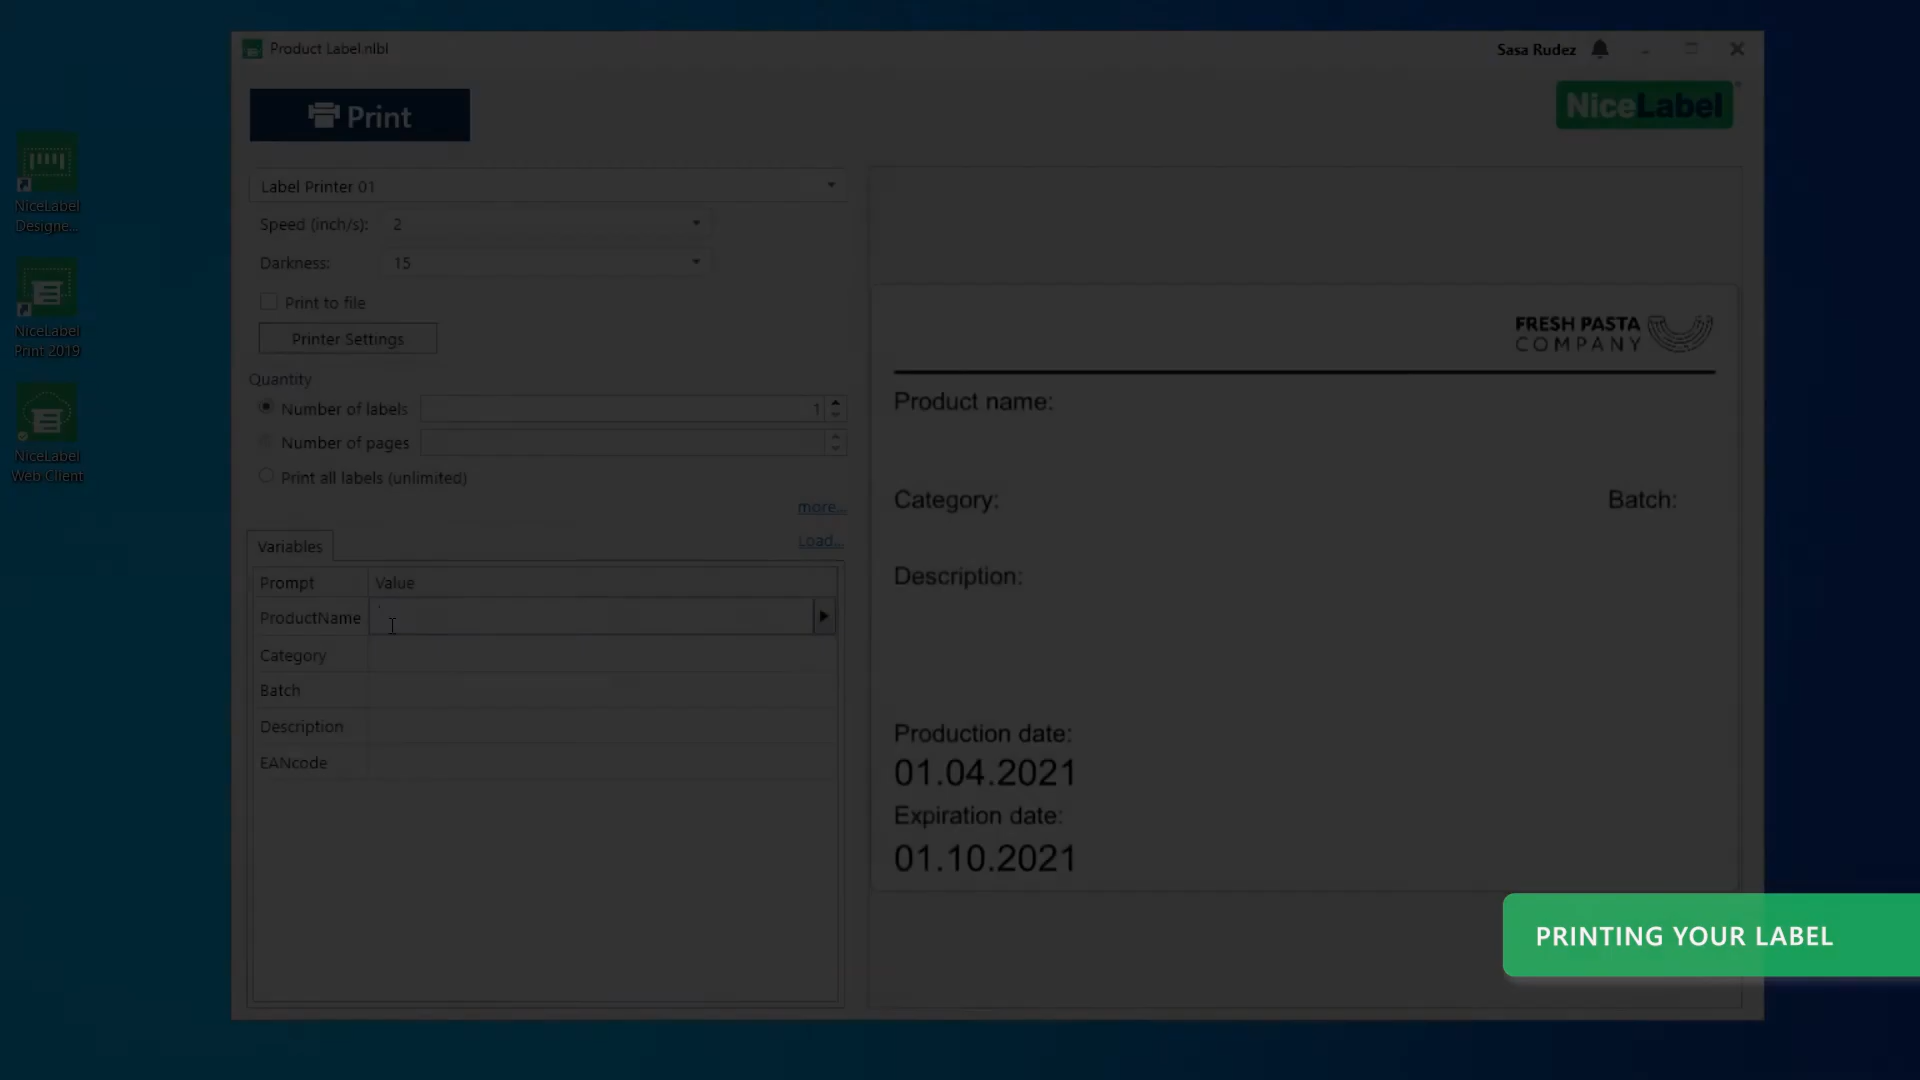 Product Label.nlbl
Sasa Rudez
Print
NiceLabel
NiceLabel
Designe...
NiceLabel
Print 2019
NiceLabel
Web Client
Label Printer 01
Speed (inch/s): 2
Darkness: 15
Print to file
Printer Settings
Quantity
Number of labels 1
Number of pages
Print all labels (unlimited)
more...
Variables
Load...
Prompt Value
ProductName
Category
Batch
Description
EANcode
FRESH PASTA
COMPANY
Product name:
Category: Batch:
Description:
Production date:
01.04.2021
Expiration date:
01.10.2021
PRINTING YOUR LABEL